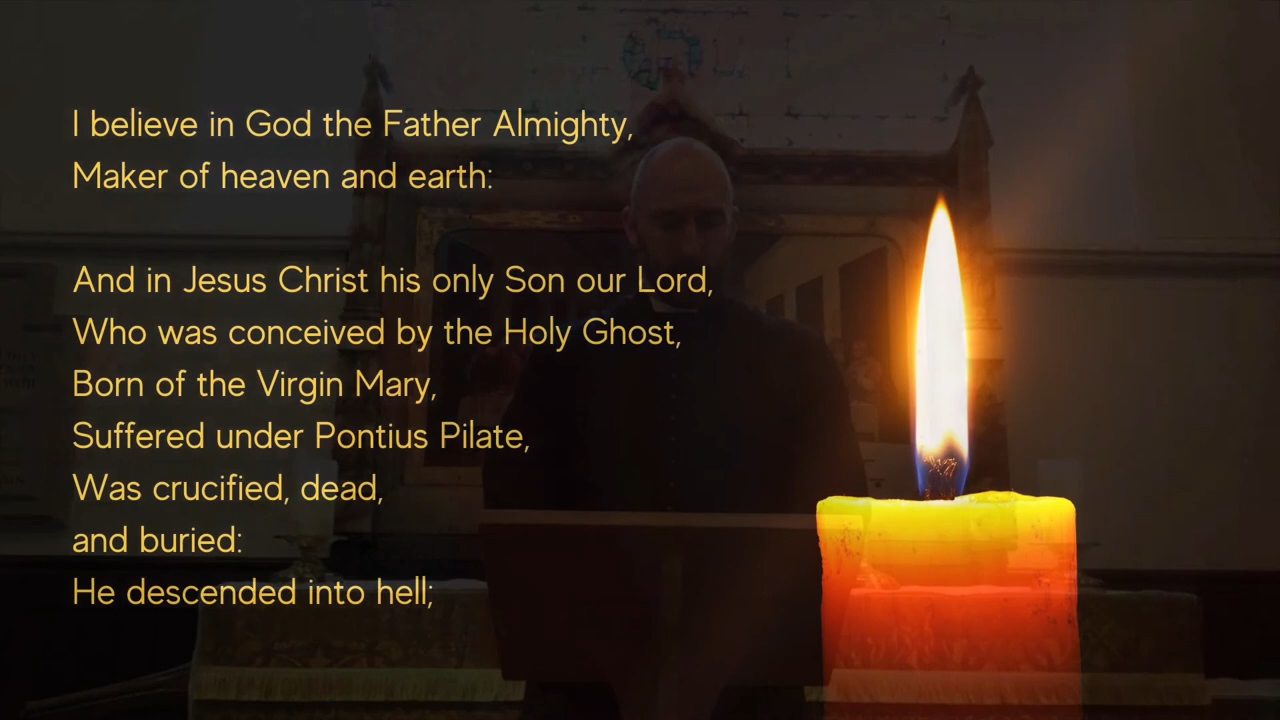 I believe in God the Father Almighty,
Maker of heaven and earth:
And in Jesus Christ his only Son our Lord,
Who was conceived by the Holy Ghost,
Born of the Virgin Mary,
Suffered under Pontius Pilate,
Was crucified, dead,
and buried:
He descended into hell;